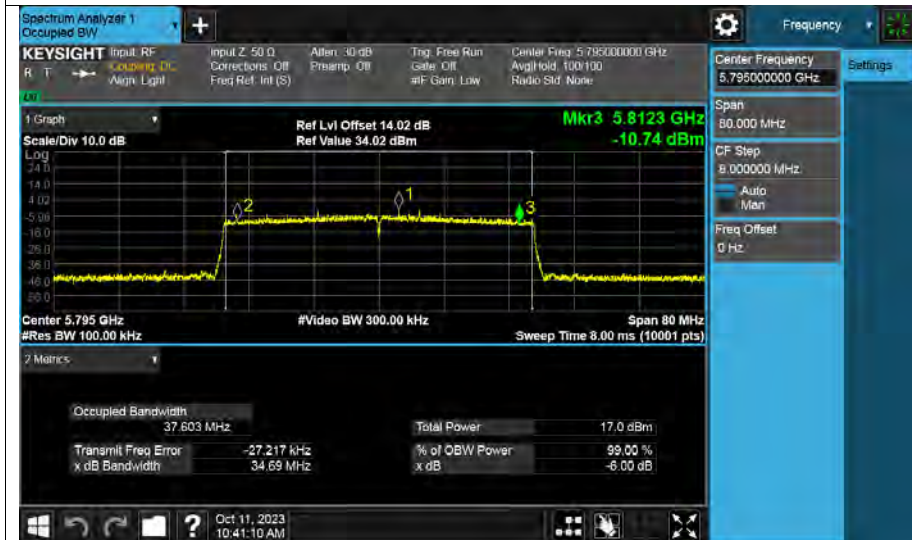 Spectrum Analyzer 1
Occupied BW
+
Frequency
KEYSIGHT Input: RF
R T
Coupling: DC
Align: Light
Input Z: 50 Ω
Corrections: Off
Freq Ref: Int (S)
Atten: 30 dB
Preamp: Off
Trig: Free Run
Gate: Off
#IF Gain: Low
Center Freq: 5.795000000 GHz
Avg|Hold: 100/100
Radio Std: None
Center Frequency
5.795000000 GHz
Settings
Span
80.000 MHz
CF Step
8.000000 MHz
Auto
Man
Freq Offset
0 Hz
1 Graph
Scale/Div 10.0 dB
Ref Lvl Offset 14.02 dB
Ref Value 34.02 dBm
Mkr3 5.8123 GHz
-10.74 dBm
Log
24.0
14.0
4.02
-5.98
-16.0
-26.0
-36.0
-46.0
-56.0
2
1
3
Center 5.795 GHz
#Res BW 100.00 kHz
#Video BW 300.00 kHz
Span 80 MHz
Sweep Time 8.00 ms (10001 pts)
2 Metrics
Occupied Bandwidth
37.603 MHz
Total Power 17.0 dBm
Transmit Freq Error -27.217 kHz
% of OBW Power 99.00 %
x dB Bandwidth 34.69 MHz
x dB -6.00 dB
?
Oct 11, 2023
10:41:10 AM